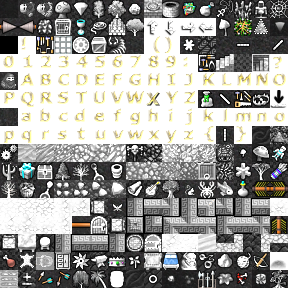 ! ( )
0 1 2 3 4 5 6 7 8 9 : ; ?
A B C D E F G H I J K L M N O
P Q R S T U V W X Y Z
a b c d e f g h i j k l m n o
p q r s t u v w x y z { | }